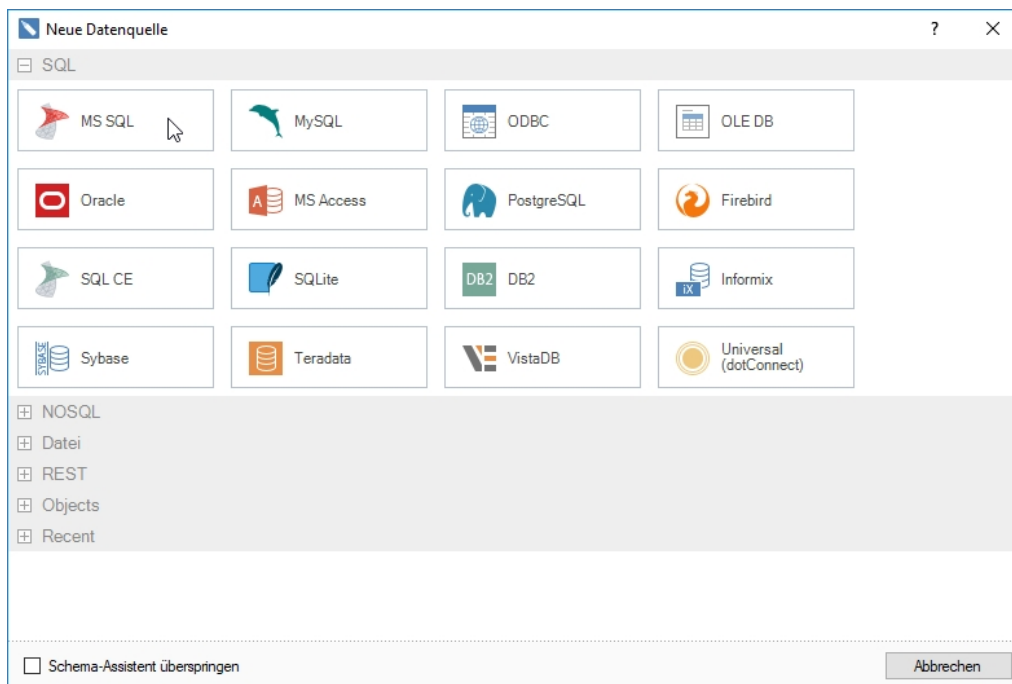 Neue Datenquelle
?
SQL
MS SQL
MySQL
ODBC
OLE DB
Oracle
A
MS Access
PostgreSQL
Firebird
SQL CE
SQLite
DB2
DB2
iX
Informix
SYBASE
Sybase
Teradata
VistaDB
Universal
(dotConnect)
NOSQL
Datei
REST
Objects
Recent
Schema-Assistent überspringen
Abbrechen